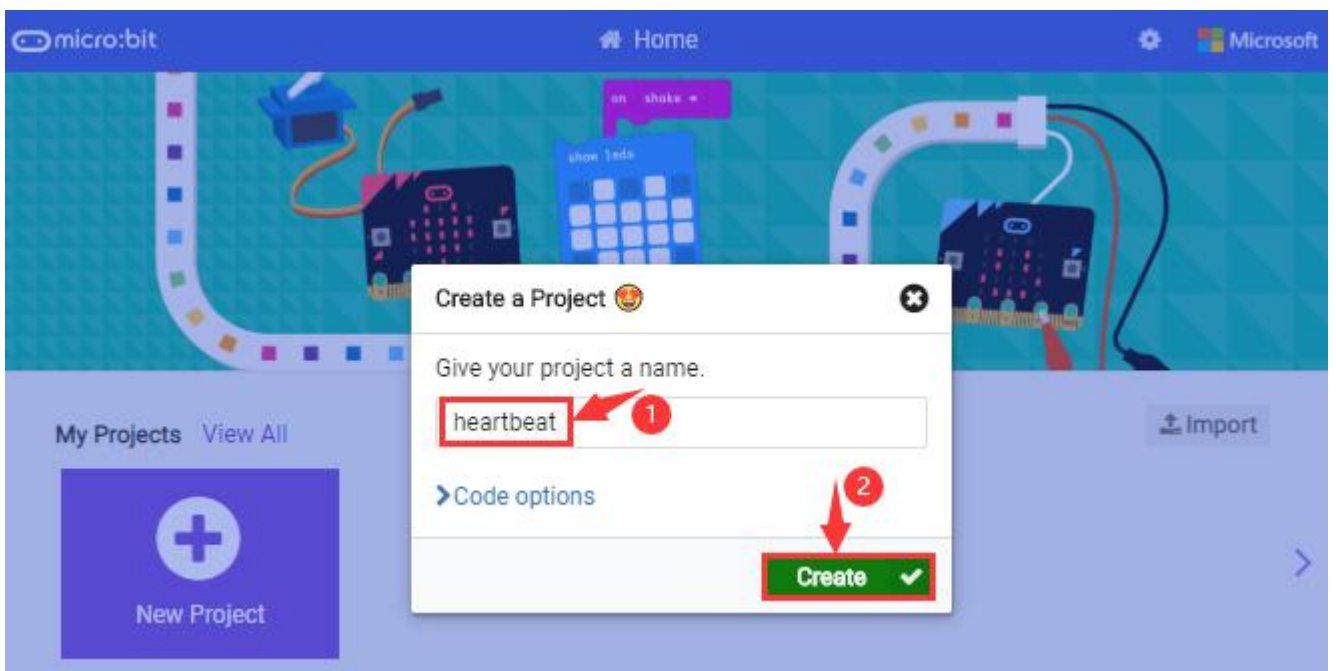 micro:bit
Home
Microsoft
on shake
show leds
Create a Project
Give your project a name.
heartbeat
1
My Projects View All
Import
Code options
2
Create
New Project